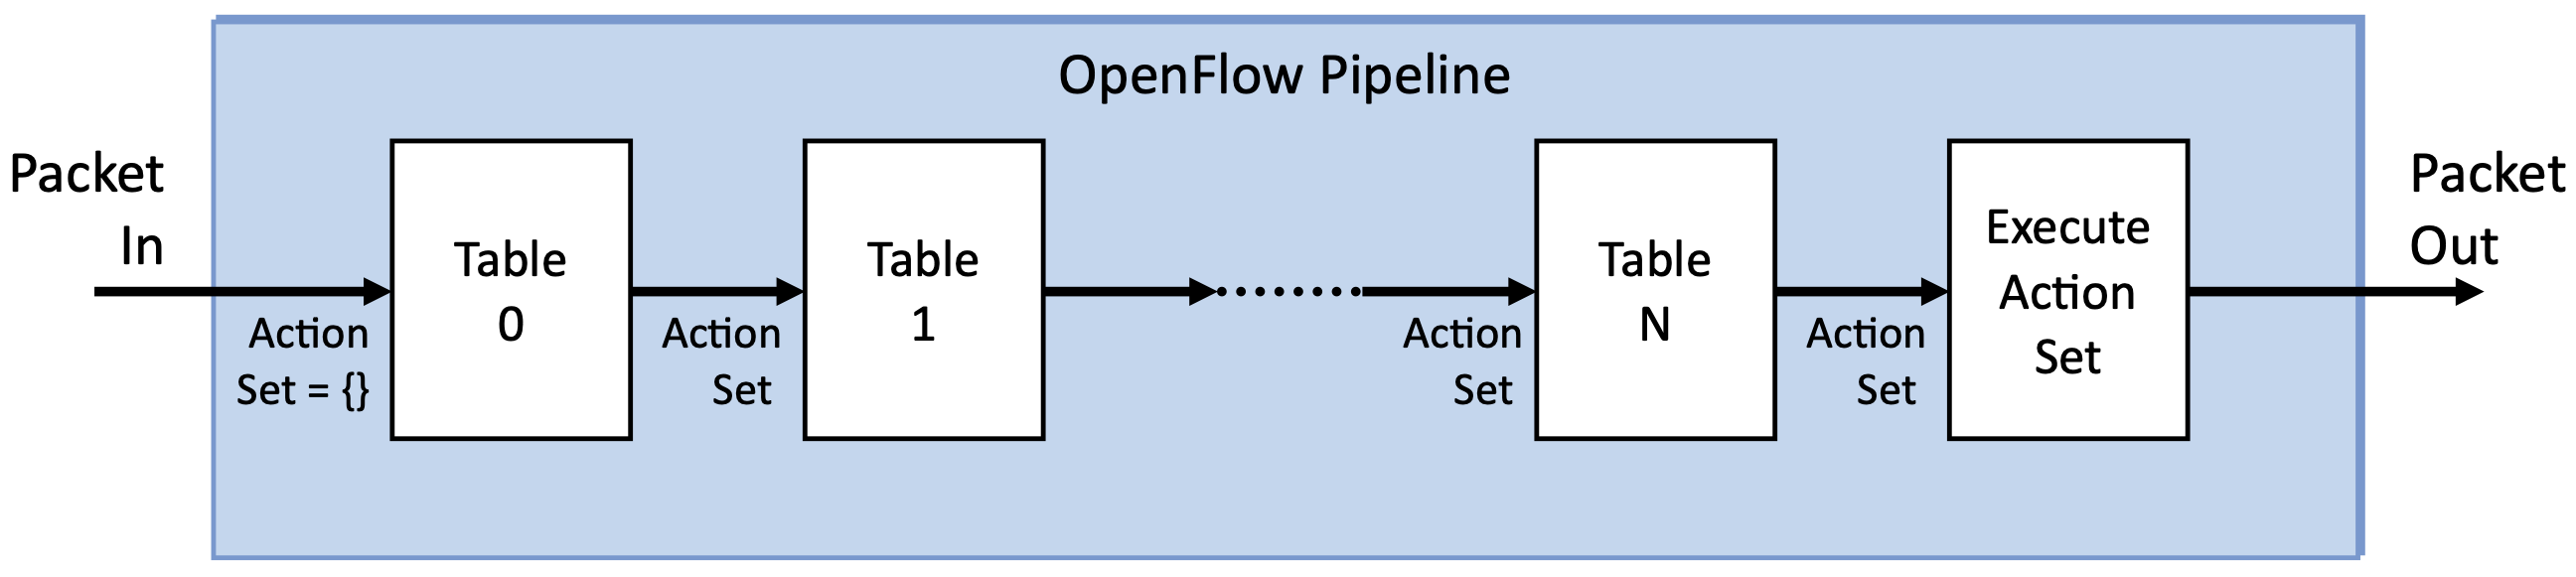 OpenFlow Pipeline
Packet
In
Action
Set = {}
Table
0
Action
Set
Table
1
Action
Set
Table
N
Action
Set
Execute
Action
Set
Packet
Out